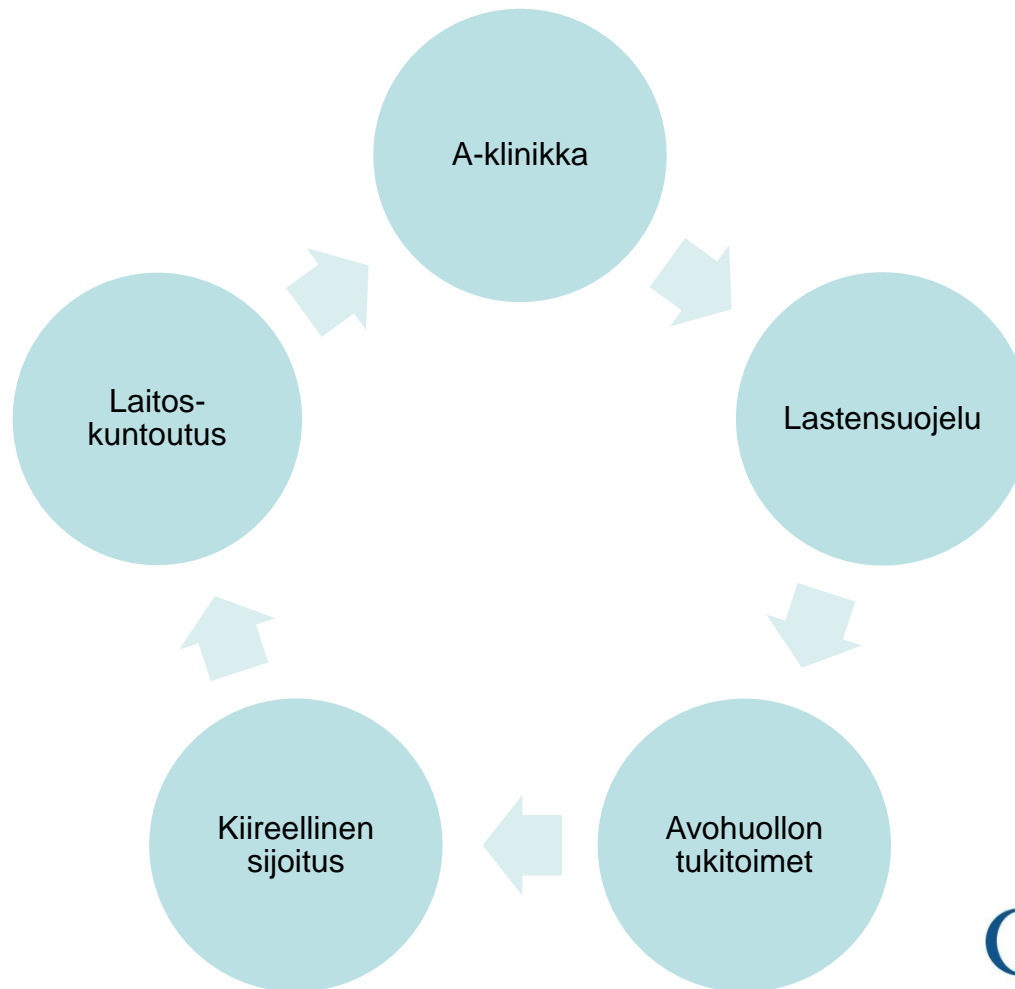 A-klinikka
Lastensuojelu
Avohuollon
tukitoimet
Kiireellinen
sijoitus
Laitos-
kuntoutus